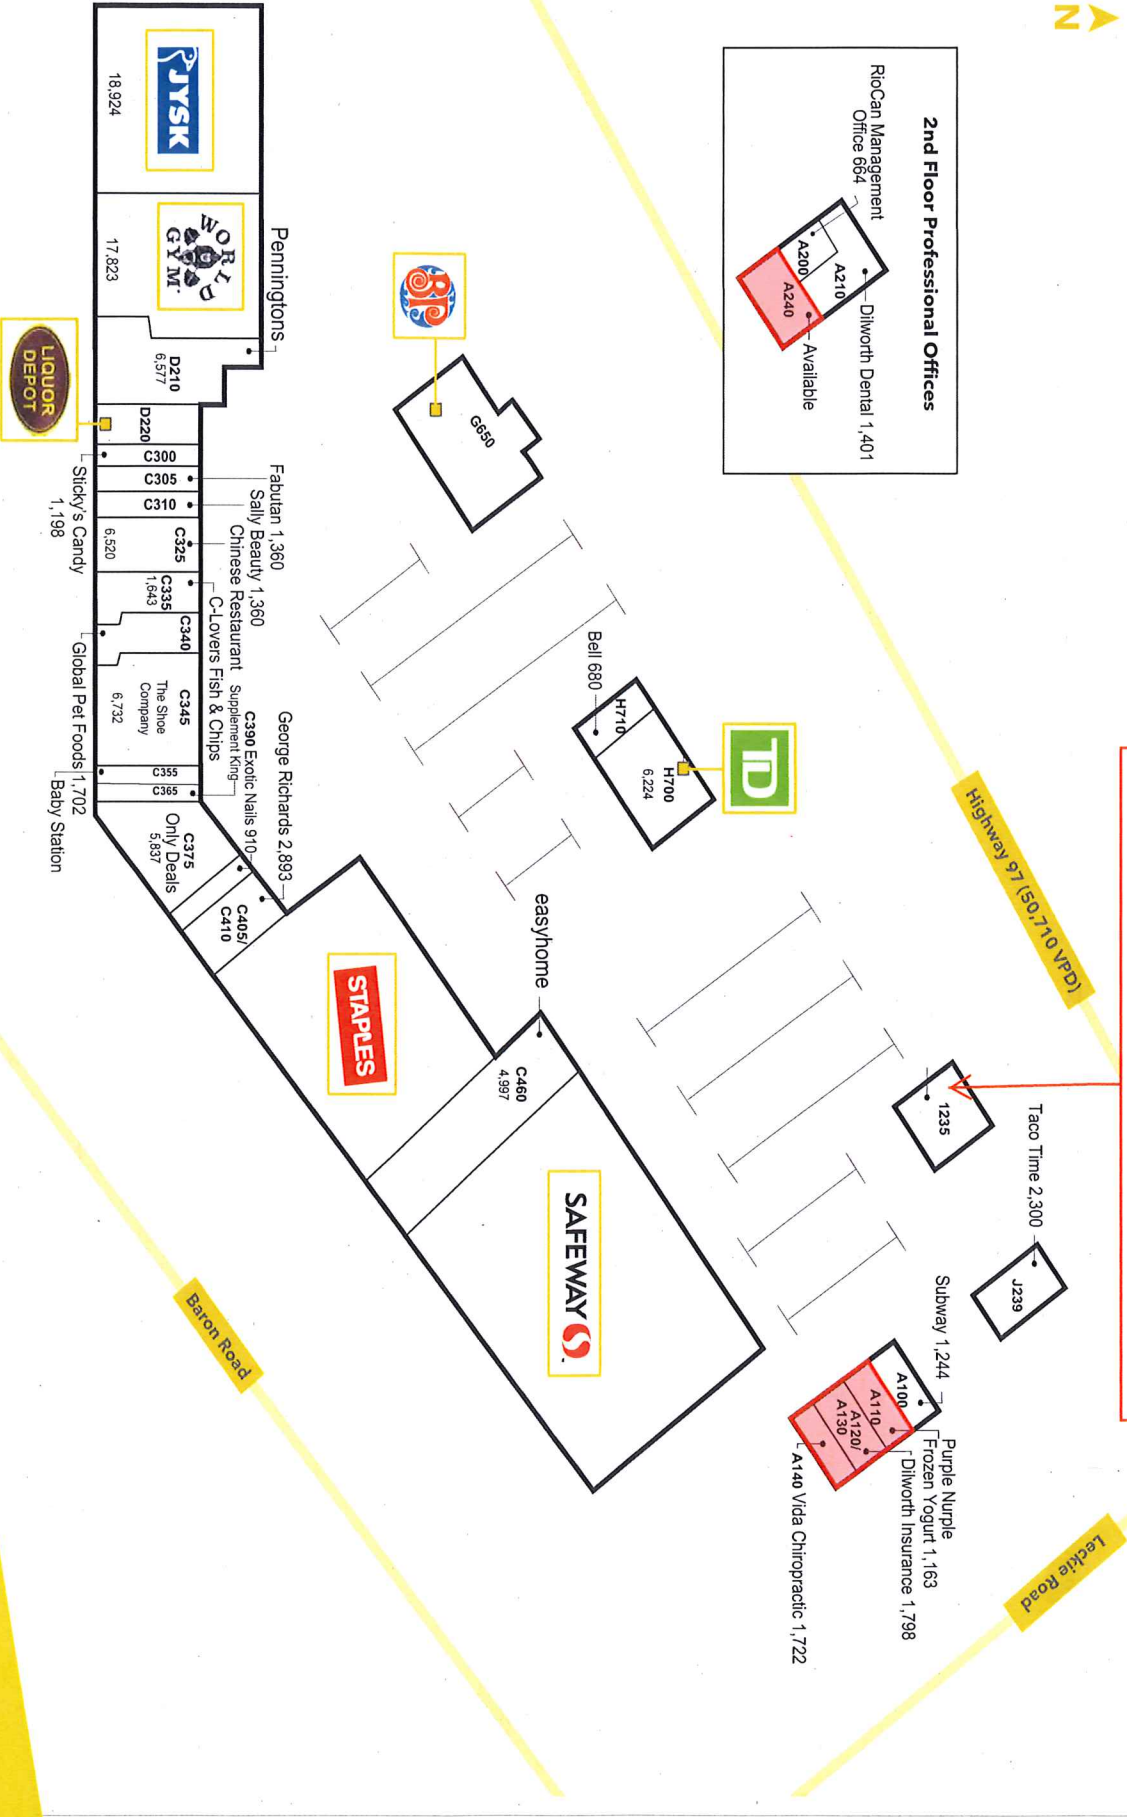 N
2nd Floor Professional Offices
RioCan Management
Office 664
Dilworth Dental 1,401
A210
A200
A240
Available
Highway 97 (50,710 VPD)
Leckie Road
Baron Road
JYSK
18,924
WORLD
GYM
17,823
Penningtons
D210
6,577
LIQUOR
DEPOT
D220
C300
Sticky's Candy
1,198
C305
Fabutan 1,360
C310
Sally Beauty 1,360
C325
6,520
Chinese Restaurant
C335
1,643
C-Lovers Fish & Chips
C340
Global Pet Foods 1,702
C345
The Shoe
Company
6,732
C355
Baby Station
C365
Supplement King
C375
Only Deals
5,837
C390 Exotic Nails 910
George Richards 2,893
C405/
C410
STAPLES
easyhome
C460
4,997
SAFEWAY
BP
G650
Bell 680
H710
H700
6,224
TD
1235
Taco Time 2,300
J239
Subway 1,244
A100
Purple Nurple
Frozen Yogurt 1,163
A110
Dilworth Insurance 1,798
A120/
A130
A140 Vida Chiropractic 1,722